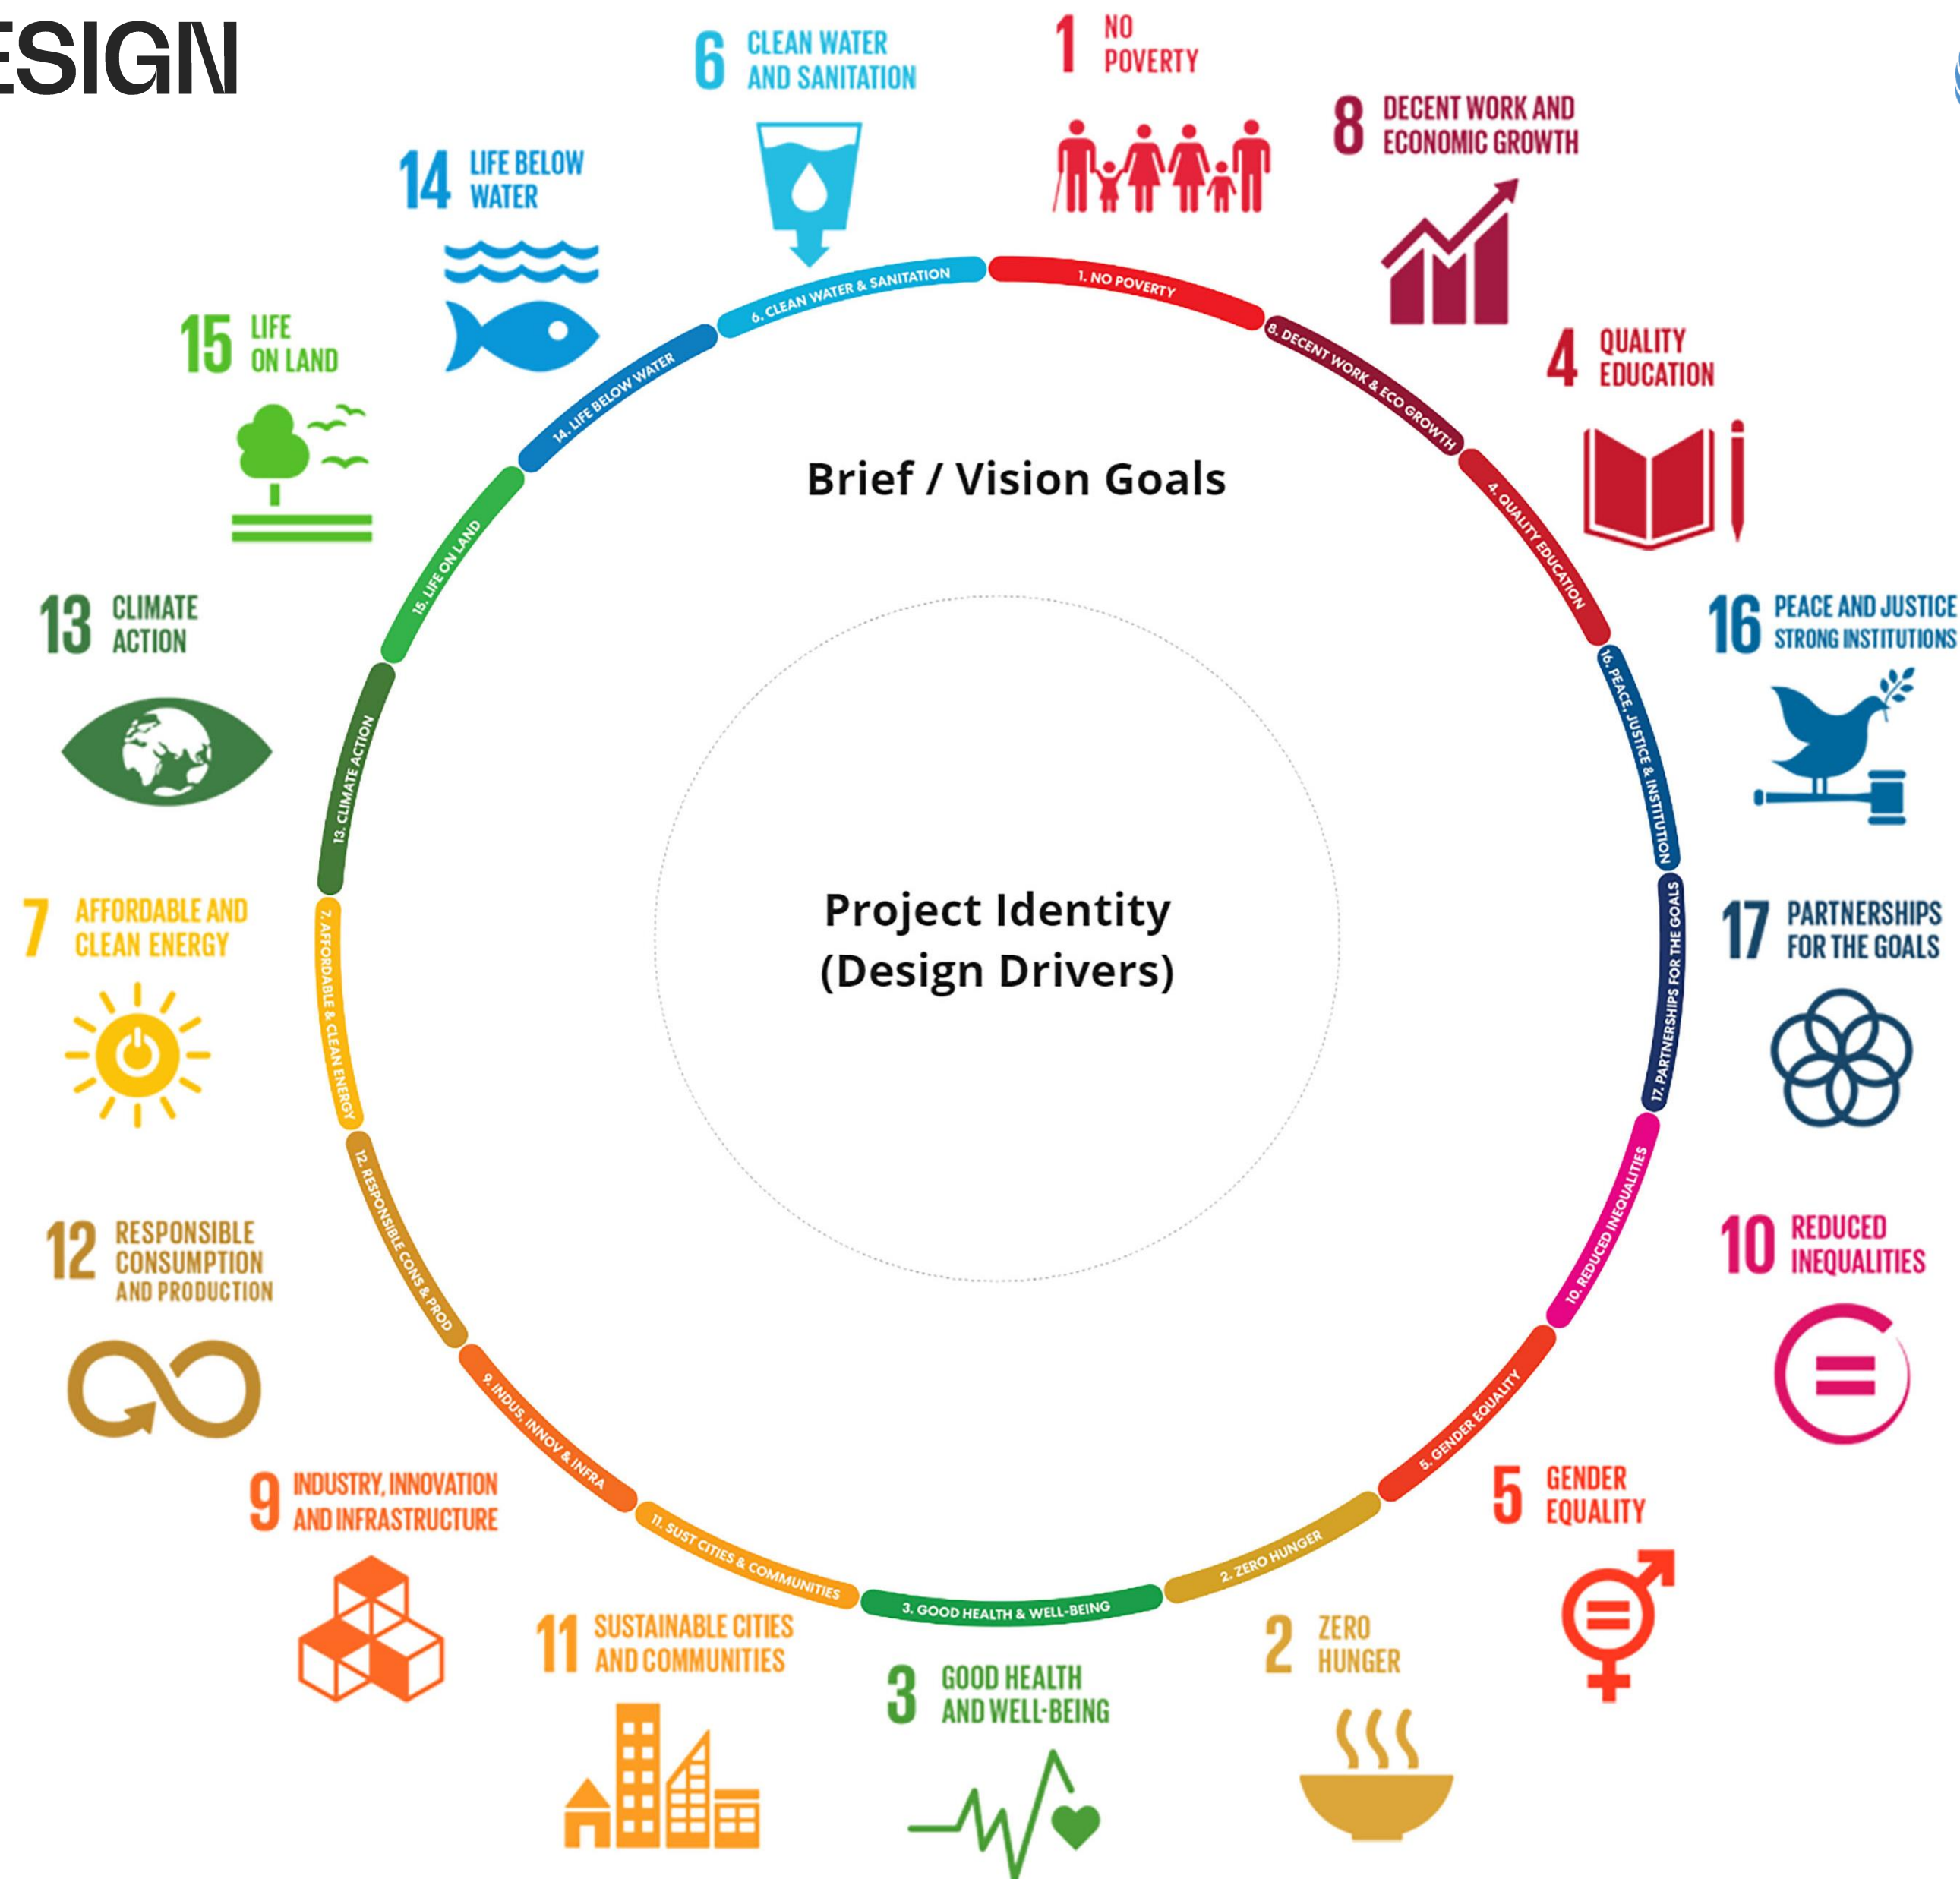 ESIGN
6 CLEAN WATER
AND SANITATION
1 NO
POVERTY
8 DECENT WORK AND
ECONOMIC GROWTH
14 LIFE BELOW
WATER
4 QUALITY
EDUCATION
15 LIFE
ON LAND
16 PEACE AND JUSTICE
STRONG INSTITUTIONS
13 CLIMATE
ACTION
17 PARTNERSHIPS
FOR THE GOALS
7 AFFORDABLE AND
CLEAN ENERGY
10 REDUCED
INEQUALITIES
12 RESPONSIBLE
CONSUMPTION
AND PRODUCTION
5 GENDER
EQUALITY
9 INDUSTRY, INNOVATION
AND INFRASTRUCTURE
2 ZERO
HUNGER
11 SUSTAINABLE CITIES
AND COMMUNITIES
3 GOOD HEALTH
AND WELL-BEING
1. NO POVERTY
8. DECENT WORK & ECO GROWTH
4. QUALITY EDUCATION
16. PEACE, JUSTICE & INSTITUTION
17. PARTNERSHIPS FOR THE GOALS
10. REDUCED INEQUALITIES
5. GENDER EQUALITY
2. ZERO HUNGER
3. GOOD HEALTH & WELL-BEING
11. SUST CITIES & COMMUNITIES
9. INDUS, INNOV & INFRA
12. RESPONSIBLE CONS & PROD
7. AFFORDABLE & CLEAN ENERGY
13. CLIMATE ACTION
15. LIFE ON LAND
14. LIFE BELOW WATER
6. CLEAN WATER & SANITATION
Brief / Vision Goals
Project Identity
(Design Drivers)